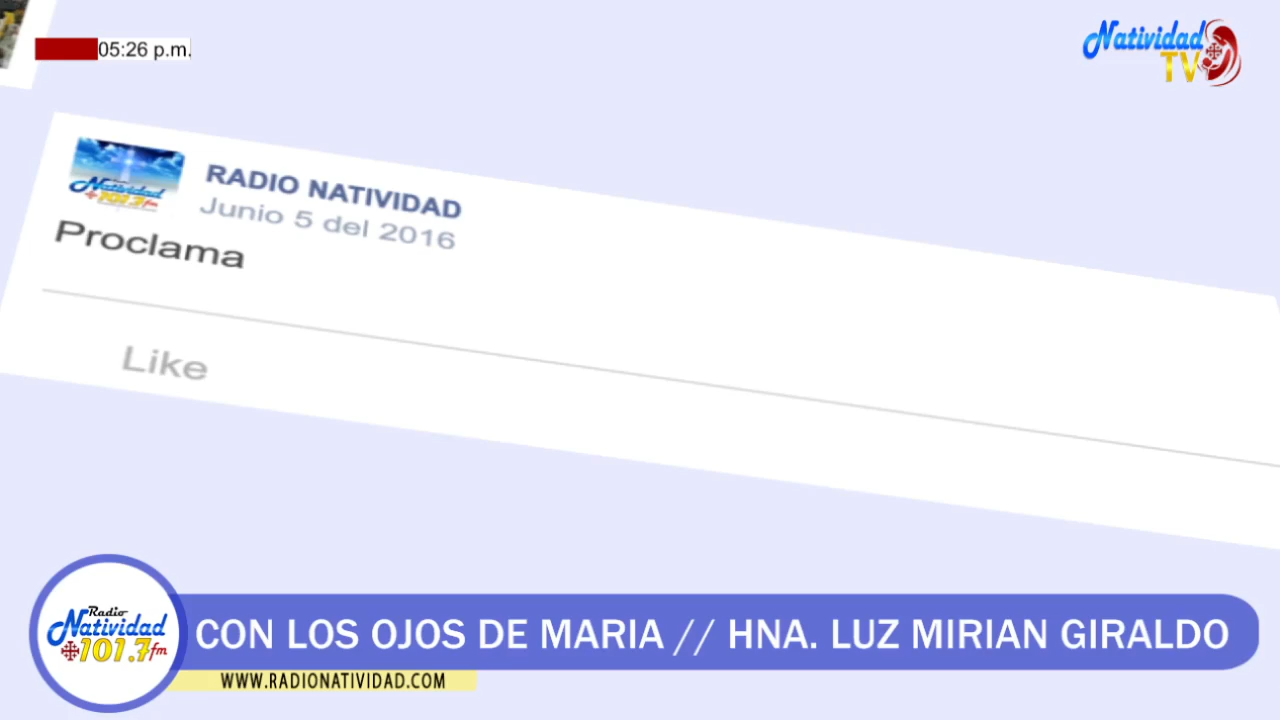 05:26 p.m.
Natividad
TV
Natividad
101.7 fm
RADIO NATIVIDAD
Junio 5 del 2016
Proclama
Like
Radio
Natividad
101.7 fm
CON LOS OJOS DE MARIA // HNA. LUZ MIRIAN GIRALDO
WWW.RADIONATIVIDAD.COM